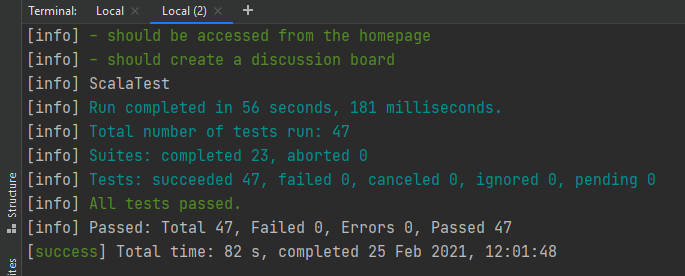 Terminal: Local × Local (2) × +
[info] - should be accessed from the homepage
[info] - should create a discussion board
[info] ScalaTest
[info] Run completed in 56 seconds, 181 milliseconds.
[info] Total number of tests run: 47
[info] Suites: completed 23, aborted 0
[info] Tests: succeeded 47, failed 0, canceled 0, ignored 0, pending 0
[info] All tests passed.
[info] Passed: Total 47, Failed 0, Errors 0, Passed 47
[success] Total time: 82 s, completed 25 Feb 2021, 12:01:48
Structure